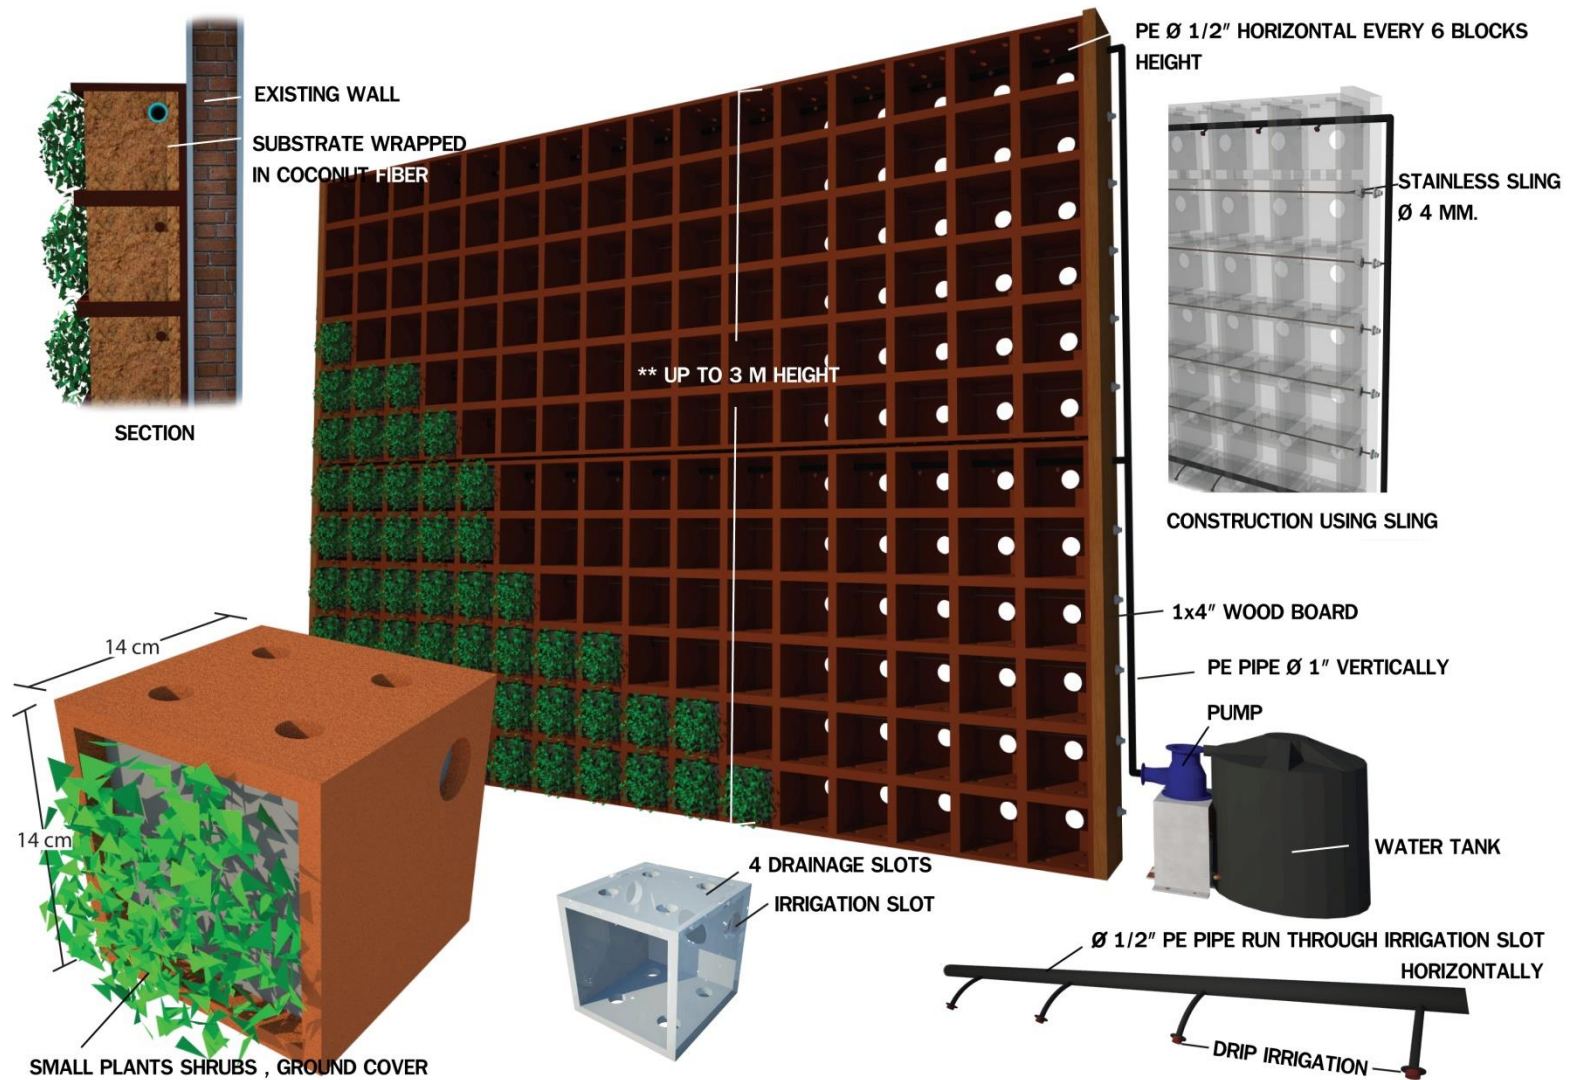 PE Ø 1/2" HORIZONTAL EVERY 6 BLOCKS
HEIGHT
EXISTING WALL
SUBSTRATE WRAPPED
IN COCONUT FIBER
SECTION
STAINLESS SLING
Ø 4 MM.
** UP TO 3 M HEIGHT
CONSTRUCTION USING SLING
1x4" WOOD BOARD
PE PIPE Ø 1" VERTICALLY
PUMP
WATER TANK
14 cm
14 cm
4 DRAINAGE SLOTS
IRRIGATION SLOT
Ø 1/2" PE PIPE RUN THROUGH IRRIGATION SLOT
HORIZONTALLY
DRIP IRRIGATION
SMALL PLANTS SHRUBS , GROUND COVER